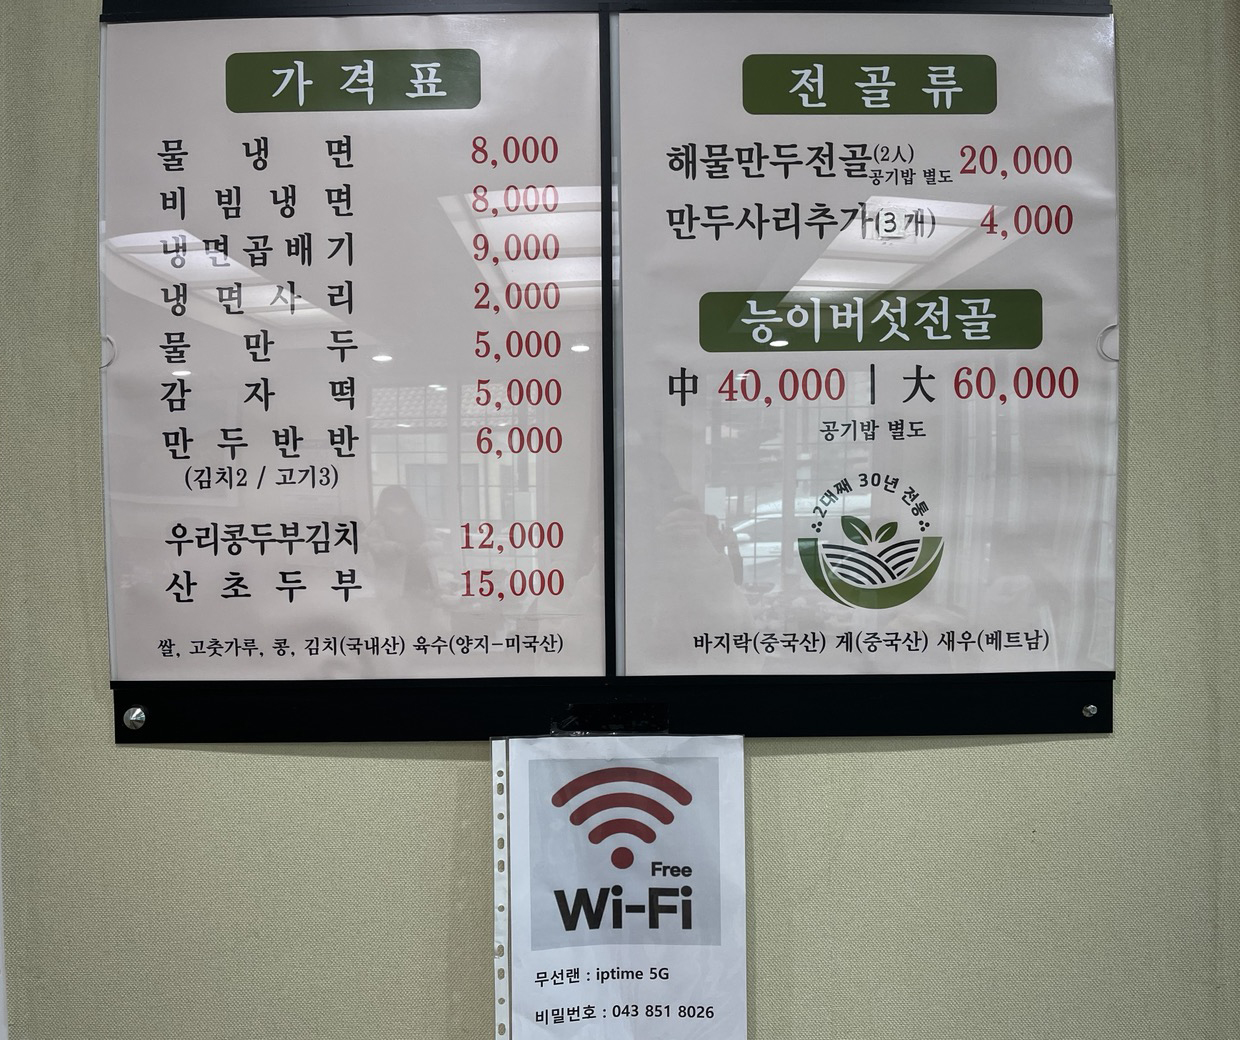 가격표
물냉면 8,000
비빔냉면 8,000
냉면곱배기 9,000
냉면사리 2,000
물만두 5,000
감자떡 5,000
만두반반 6,000
(김치2 / 고기3)
우리콩두부김치 12,000
산초두부 15,000
쌀, 고춧가루, 콩, 김치(국내산) 육수(양지-미국산)
전골류
해물만두전골(2人) 공기밥 별도 20,000
만두사리추가(3개) 4,000
능이버섯전골
中 40,000 | 大 60,000
공기밥 별도
2대째 30년 전통
바지락(중국산) 게(중국산) 새우(베트남)
Free
Wi-Fi
무선랜 : iptime 5G
비밀번호 : 043 851 8026